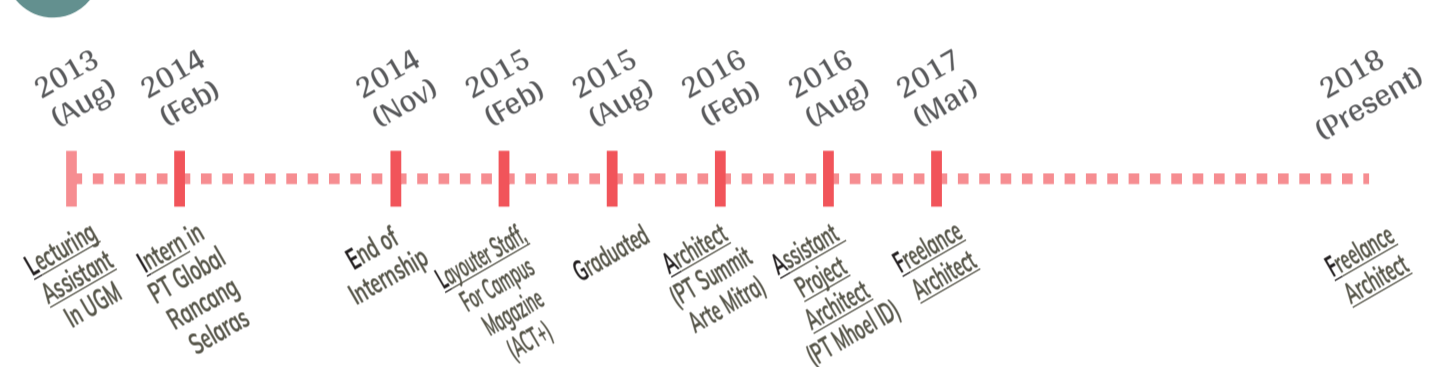 2013
(Aug)
2014
(Feb)
2014
(Nov)
2015
(Feb)
2015
(Aug)
2016
(Feb)
2016
(Aug)
2017
(Mar)
2018
(Present)
Lecturing
Assistant
In UGM
Intern in
PT Global
Rancang
Selaras
End of
Internship
Layouter Staff,
For Campus
Magazine
(ACT+)
Graduated
Architect
(PT Summit
Arte Mitra)
Assistant
Project
Architect
(PT Mhoel ID)
Freelance
Architect
Freelance
Architect